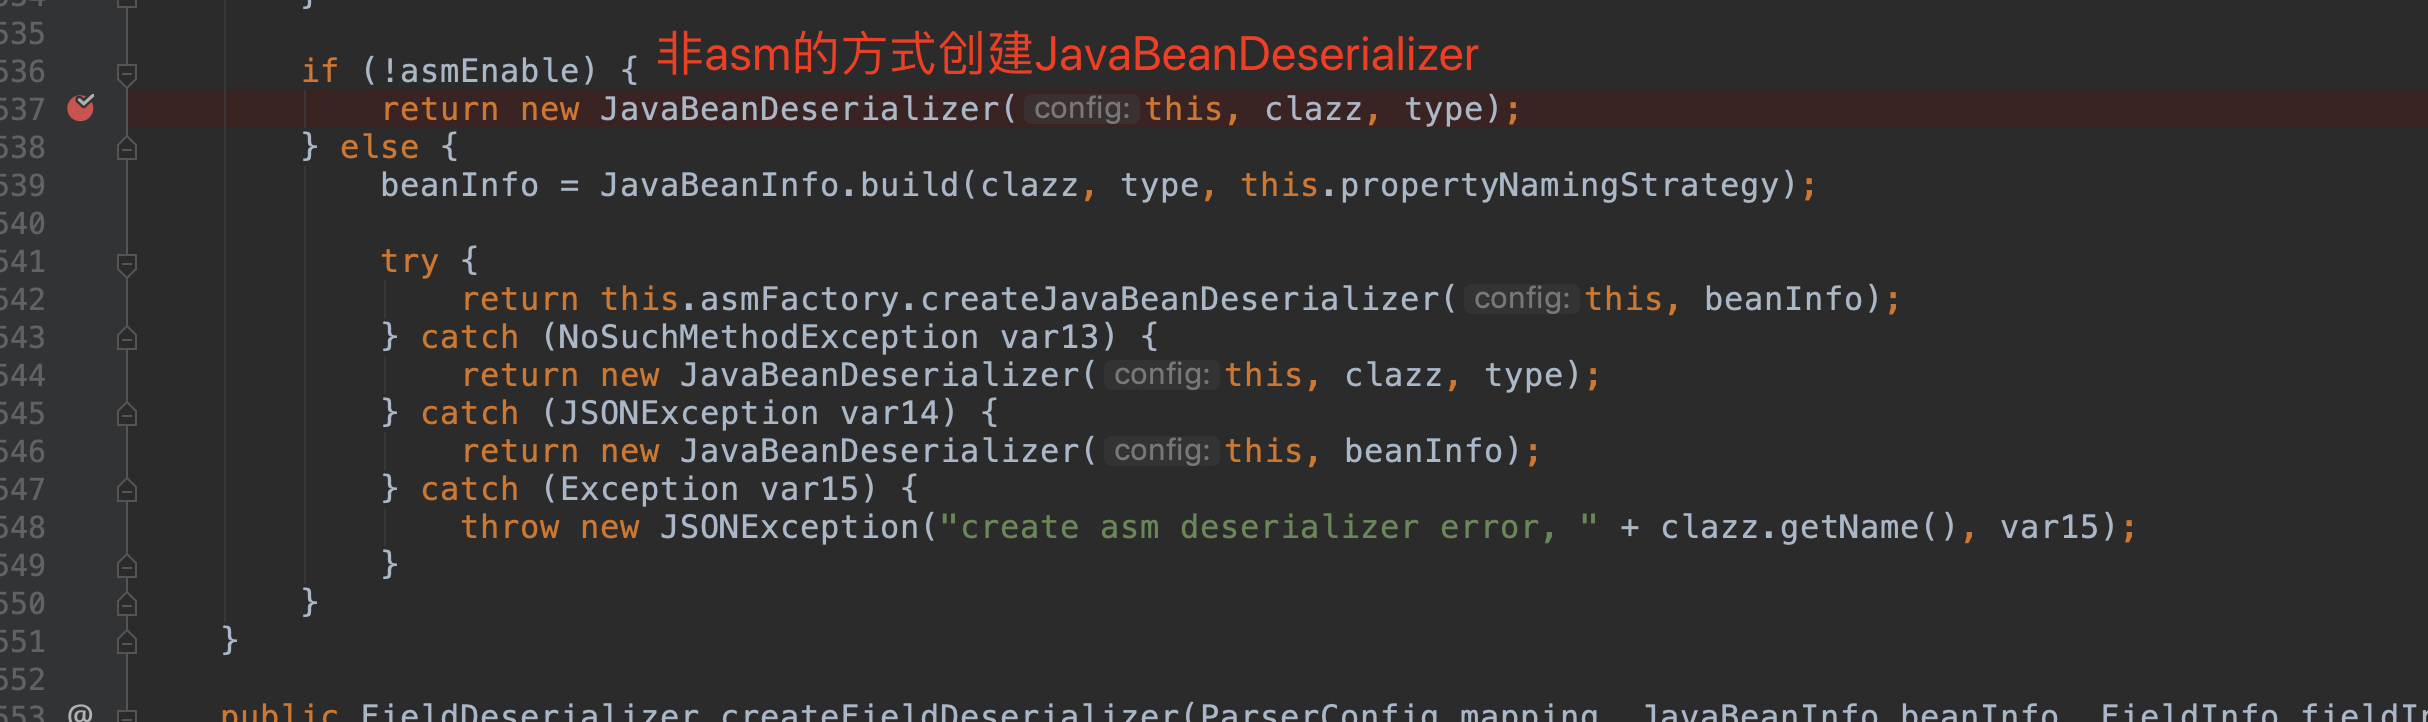 }
535
536 if (!asmEnable) { 非asm的方式创建JavaBeanDeserializer
537 return new JavaBeanDeserializer( config: this, clazz, type);
538 } else {
539 beanInfo = JavaBeanInfo.build(clazz, type, this.propertyNamingStrategy);
540
541 try {
542 return this.asmFactory.createJavaBeanDeserializer( config: this, beanInfo);
543 } catch (NoSuchMethodException var13) {
544 return new JavaBeanDeserializer( config: this, clazz, type);
545 } catch (JSONException var14) {
546 return new JavaBeanDeserializer( config: this, beanInfo);
547 } catch (Exception var15) {
548 throw new JSONException("create asm deserializer error, " + clazz.getName(), var15);
549 }
550 }
551 }
552
553 @ public FieldDeserializer createFieldDeserializer(ParserConfig mapping, JavaBeanInfo beanInfo, FieldInfo fieldI